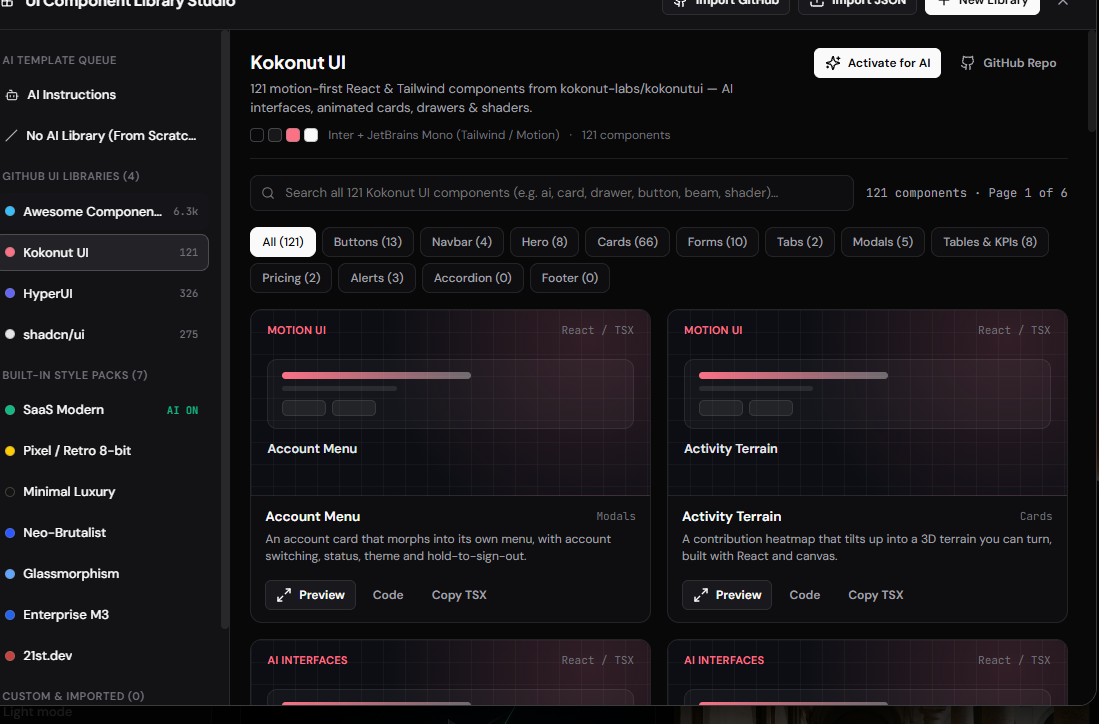 UI Component Library Studio
Import GitHub
Import JSON
New Library
AI TEMPLATE QUEUE
AI Instructions
No AI Library (From Scratc...
GITHUB UI LIBRARIES (4)
Awesome Componen... 6.3k
Kokonut UI 121
HyperUI 326
shadcn/ui 275
BUILT-IN STYLE PACKS (7)
SaaS Modern AI ON
Pixel / Retro 8-bit
Minimal Luxury
Neo-Brutalist
Glassmorphism
Enterprise M3
21st.dev
CUSTOM & IMPORTED (0)
Light mode
Kokonut UI
Activate for AI
GitHub Repo
121 motion-first React & Tailwind components from kokonut-labs/kokonutui — AI
interfaces, animated cards, drawers & shaders.
Inter + JetBrains Mono (Tailwind / Motion) · 121 components
Search all 121 Kokonut UI components (e.g. ai, card, drawer, button, beam, shader)...
121 components · Page 1 of 6
All (121) Buttons (13) Navbar (4) Hero (8) Cards (66) Forms (10) Tabs (2) Modals (5) Tables & KPIs (8)
Pricing (2) Alerts (3) Accordion (0) Footer (0)
MOTION UI React / TSX
Account Menu
Account Menu Modals
An account card that morphs into its own menu, with account
switching, status, theme and hold-to-sign-out.
Preview Code Copy TSX
MOTION UI React / TSX
Activity Terrain
Activity Terrain Cards
A contribution heatmap that tilts up into a 3D terrain you can turn,
built with React and canvas.
Preview Code Copy TSX
AI INTERFACES React / TSX
AI INTERFACES React / TSX